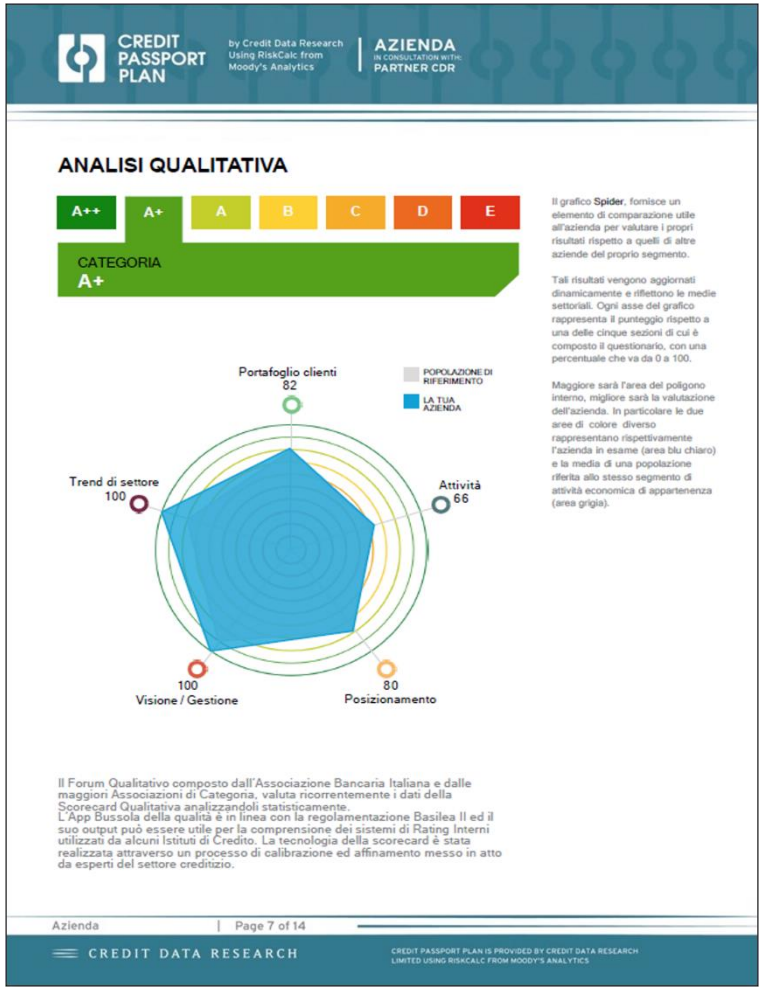 CREDIT
PASSPORT
PLAN
by Credit Data Research
Using RiskCalc from
Moody's Analytics
AZIENDA
IN CONSULTATION WITH:
PARTNER CDR
ANALISI QUALITATIVA
A++
A+
A
B
C
D
E
CATEGORIA
A+
Il grafico Spider, fornisce un
elemento di comparazione utile
all'azienda per valutare i propri
risultati rispetto a quelli di altre
aziende del proprio segmento.
Tali risultati vengono aggiornati
dinamicamente e riflettono le medie
settoriali. Ogni asse del grafico
rappresenta il punteggio rispetto a
una delle cinque sezioni di cui è
composto il questionario, con una
percentuale che va da 0 a 100.
Maggiore sarà l'area del poligono
interno, migliore sarà la valutazione
dell'azienda. In particolare le due
aree di colore diverso
rappresentano rispettivamente
l'azienda in esame (area blu chiaro)
e la media di una popolazione
riferita allo stesso segmento di
attività economica di appartenenza
(area grigia).
Portafoglio clienti
82
POPOLAZIONE DI
RIFERIMENTO
LA TUA
AZIENDA
Trend di settore
100
Attività
66
100
Visione / Gestione
80
Posizionamento
Il Forum Qualitativo composto dall'Associazione Bancaria Italiana e dalle
maggiori Associazioni di Categoria, valuta ricorrentemente i dati della
Scorecard Qualitativa analizzandoli statisticamente.
L'App Bussola della qualità è in linea con la regolamentazione Basilea II ed il
suo output può essere utile per la comprensione dei sistemi di Rating Interni
utilizzati da alcuni Istituti di Credito. La tecnologia della scorecard è stata
realizzata attraverso un processo di calibrazione ed affinamento messo in atto
da esperti del settore creditizio.
Azienda | Page 7 of 14
CREDIT DATA RESEARCH
CREDIT PASSPORT PLAN IS PROVIDED BY CREDIT DATA RESEARCH
LIMITED USING RISKCALC FROM MOODY'S ANALYTICS